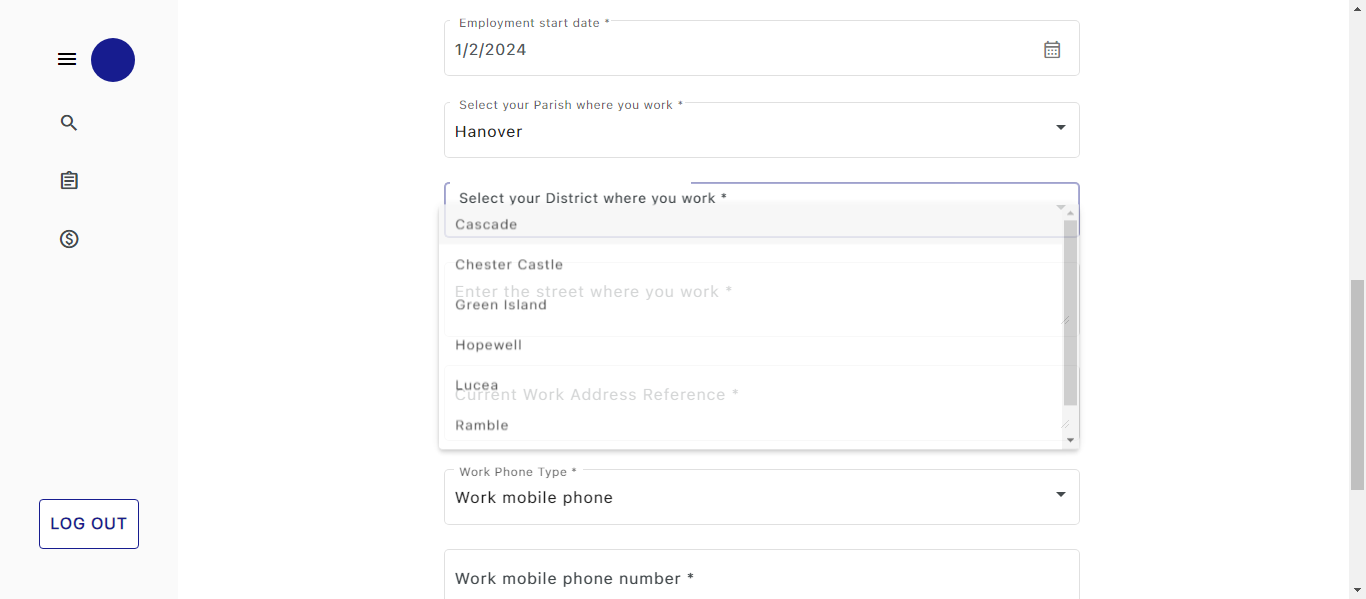 Employment start date *
1/2/2024
Select your Parish where you work *
Hanover
Select your District where you work *
Cascade
Chester Castle
Enter the street where you work *
Green Island
Hopewell
Lucea
Current Work Address Reference *
Ramble
Work Phone Type *
Work mobile phone
LOG OUT
Work mobile phone number *